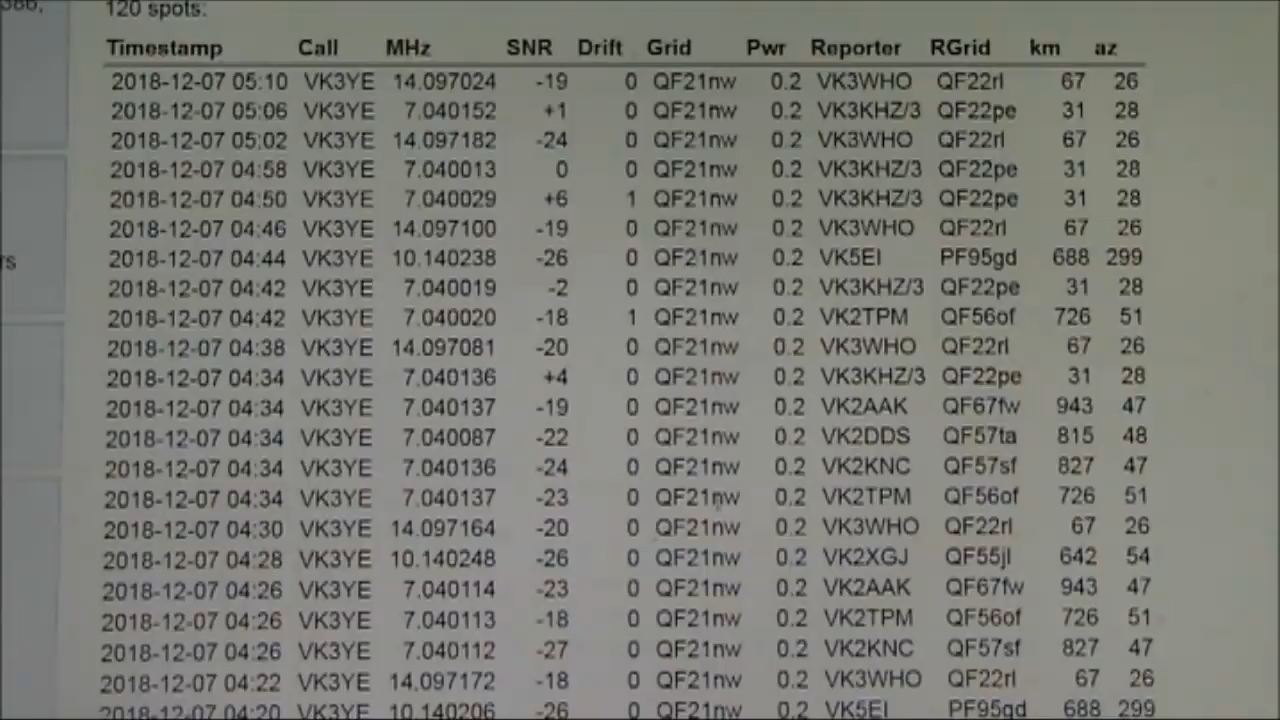 120 spots:
Timestamp Call MHz SNR Drift Grid Pwr Reporter RGrid km az
2018-12-07 05:10 VK3YE 14.097024 -19 0 QF21nw 0.2 VK3WHO QF22rl 67 26
2018-12-07 05:06 VK3YE 7.040152 +1 0 QF21nw 0.2 VK3KHZ/3 QF22pe 31 28
2018-12-07 05:02 VK3YE 14.097182 -24 0 QF21nw 0.2 VK3WHO QF22rl 67 26
2018-12-07 04:58 VK3YE 7.040013 0 0 QF21nw 0.2 VK3KHZ/3 QF22pe 31 28
2018-12-07 04:50 VK3YE 7.040029 +6 1 QF21nw 0.2 VK3KHZ/3 QF22pe 31 28
2018-12-07 04:46 VK3YE 14.097100 -19 0 QF21nw 0.2 VK3WHO QF22rl 67 26
rs
2018-12-07 04:44 VK3YE 10.140238 -26 0 QF21nw 0.2 VK5EI PF95gd 688 299
2018-12-07 04:42 VK3YE 7.040019 -2 0 QF21nw 0.2 VK3KHZ/3 QF22pe 31 28
2018-12-07 04:42 VK3YE 7.040020 -18 1 QF21nw 0.2 VK2TPM QF56of 726 51
2018-12-07 04:38 VK3YE 14.097081 -20 0 QF21nw 0.2 VK3WHO QF22rl 67 26
2018-12-07 04:34 VK3YE 7.040136 +4 0 QF21nw 0.2 VK3KHZ/3 QF22pe 31 28
2018-12-07 04:34 VK3YE 7.040137 -19 0 QF21nw 0.2 VK2AAK QF67fw 943 47
2018-12-07 04:34 VK3YE 7.040087 -22 0 QF21nw 0.2 VK2DDS QF57ta 815 48
2018-12-07 04:34 VK3YE 7.040136 -24 0 QF21nw 0.2 VK2KNC QF57sf 827 47
2018-12-07 04:34 VK3YE 7.040137 -23 0 QF21nw 0.2 VK2TPM QF56of 726 51
2018-12-07 04:30 VK3YE 14.097164 -20 0 QF21nw 0.2 VK3WHO QF22rl 67 26
2018-12-07 04:28 VK3YE 10.140248 -26 0 QF21nw 0.2 VK2XGJ QF55jl 642 54
2018-12-07 04:26 VK3YE 7.040114 -23 0 QF21nw 0.2 VK2AAK QF67fw 943 47
2018-12-07 04:26 VK3YE 7.040113 -18 0 QF21nw 0.2 VK2TPM QF56of 726 51
2018-12-07 04:26 VK3YE 7.040112 -27 0 QF21nw 0.2 VK2KNC QF57sf 827 47
2018-12-07 04:22 VK3YE 14.097172 -18 0 QF21nw 0.2 VK3WHO QF22rl 67 26
2018-12-07 04:20 VK3YE 10.140206 -26 0 QF21nw 0.2 VK5EI PF95gd 688 299